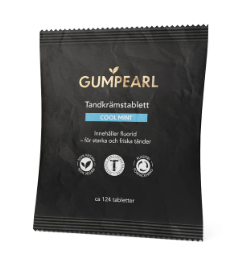 GUMPEARL
Tandkrämstablett
COOL MINT
Innehåller fluorid
– för starka och friska tänder
T
ca 124 tabletter